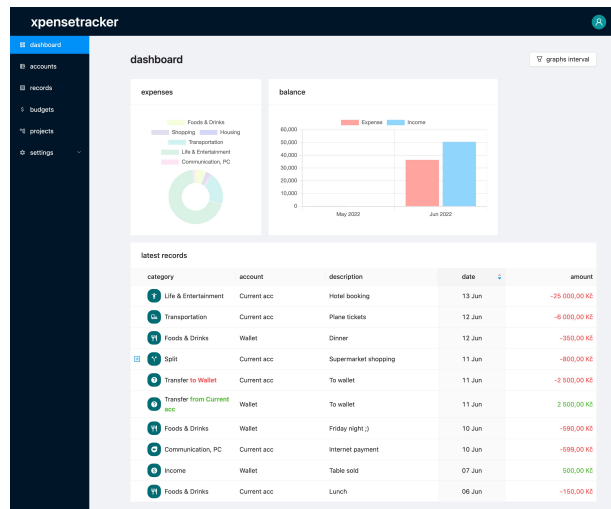 xpensetracker
dashboard
accounts
records
budgets
projects
settings
dashboard
graphs interval
expenses
Foods & Drinks
Shopping Housing
Transportation
Life & Entertainment
Communication, PC
balance
Expense Income
60,000
50,000
40,000
30,000
20,000
10,000
0
May 2022 Jun 2022
latest records
category account description date amount
Life & Entertainment Current acc Hotel booking 13 Jun -25 000,00 Kč
Transportation Current acc Plane tickets 12 Jun -6 000,00 Kč
Foods & Drinks Wallet Dinner 12 Jun -350,00 Kč
Split Current acc Supermarket shopping 11 Jun -800,00 Kč
Transfer to Wallet Current acc To wallet 11 Jun -2 500,00 Kč
Transfer from Current
acc Wallet To wallet 11 Jun 2 500,00 Kč
Foods & Drinks Wallet Friday night ;) 10 Jun -590,00 Kč
Communication, PC Current acc Internet payment 10 Jun -599,00 Kč
Income Wallet Table sold 07 Jun 500,00 Kč
Foods & Drinks Current acc Lunch 06 Jun -150,00 Kč